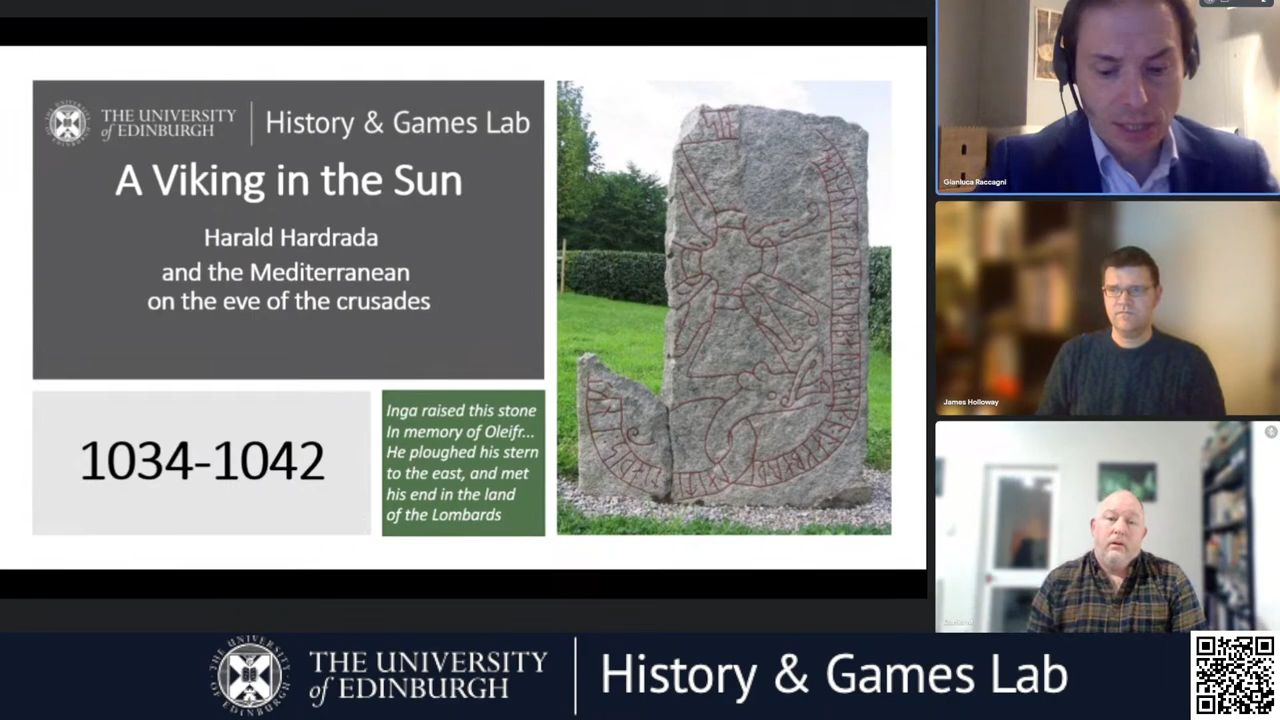 THE UNIVERSITY
of EDINBURGH
History & Games Lab
A Viking in the Sun
Harald Hardrada
and the Mediterranean
on the eve of the crusades
1034-1042
Inga raised this stone
In memory of Oleifr...
He ploughed his stern
to the east, and met
his end in the land
of the Lombards
Gianluca Raccagni
James Holloway
THE UNIVERSITY
of EDINBURGH
History & Games Lab